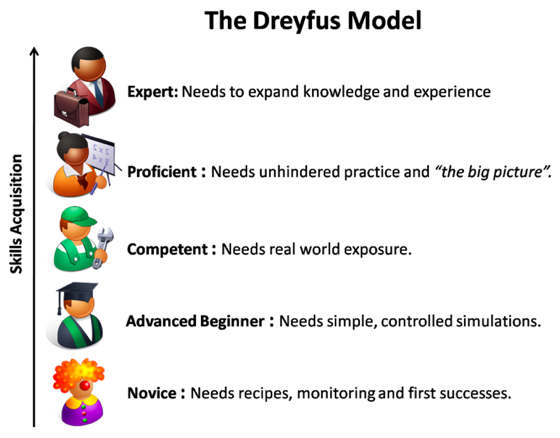 The Dreyfus Model
Skills Acquisition
Expert: Needs to expand knowledge and experience
Proficient : Needs unhindered practice and “the big picture”.
Competent : Needs real world exposure.
Advanced Beginner : Needs simple, controlled simulations.
Novice : Needs recipes, monitoring and first successes.